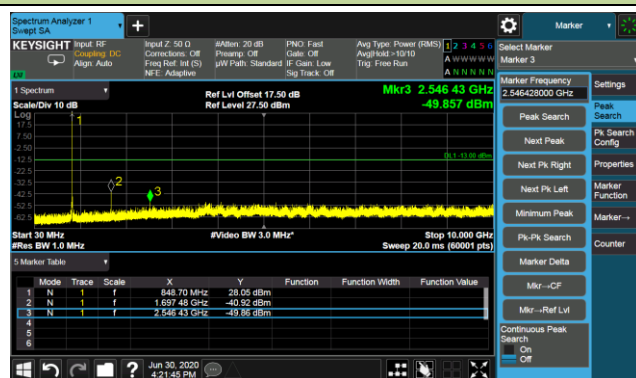 Spectrum Analyzer 1
Swept SA
Marker
KEYSIGHT Input: RF
Coupling: DC
Align: Auto
Input Z: 50 Ω
Corrections: Off
Freq Ref: Int (S)
NFE: Adaptive
#Atten: 20 dB
Preamp: Off
µW Path: Standard
PNO: Fast
Gate: Off
IF Gain: Low
Sig Track: Off
Avg Type: Power (RMS)
Avg|Hold:>10/10
Trig: Free Run
1 2 3 4 5 6
A W W W W W
A N N N N N
LXI
Select Marker
Marker 3
1 Spectrum
Scale/Div 10 dB
Log
Ref Lvl Offset 17.50 dB
Ref Level 27.50 dBm
Mkr3 2.546 43 GHz
-49.857 dBm
17.5
7.50
-2.50
-12.5
-22.5
-32.5
-42.5
-52.5
-62.5
1
2
3
DL1 -13.00 dBm
Start 30 MHz
#Res BW 1.0 MHz
#Video BW 3.0 MHz*
Stop 10.000 GHz
Sweep 20.0 ms (60001 pts)
5 Marker Table
Mode Trace Scale X Y Function Function Width Function Value
1 N 1 f 848.70 MHz 28.05 dBm
2 N 1 f 1.697 48 GHz -40.92 dBm
3 N 1 f 2.546 43 GHz -49.86 dBm
4
5
6
Marker Frequency
2.546428000 GHz
Peak Search
Next Peak
Next Pk Right
Next Pk Left
Minimum Peak
Pk-Pk Search
Marker Delta
Mkr→CF
Mkr→Ref Lvl
Continuous Peak
Search
On
Off
Settings
Peak
Search
Pk Search
Config
Properties
Marker
Function
Marker→
Counter
?
Jun 30, 2020
4:21:45 PM